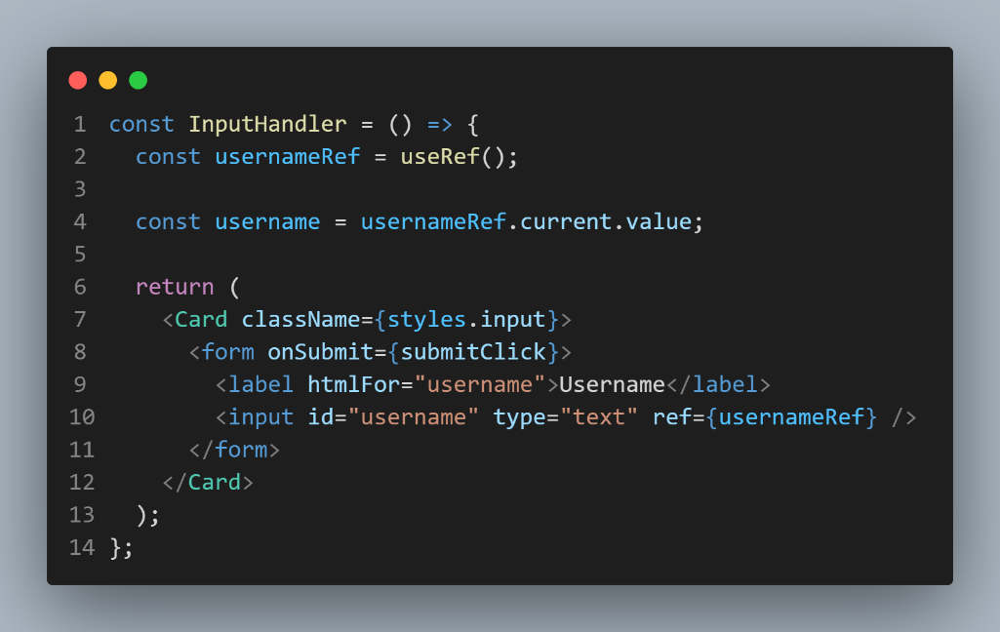 1 const InputHandler = () => {
2   const usernameRef = useRef();
3
4   const username = usernameRef.current.value;
5
6   return (
7     <Card className={styles.input}>
8       <form onSubmit={submitClick}>
9         <label htmlFor="username">Username</label>
10         <input id="username" type="text" ref={usernameRef} />
11       </form>
12     </Card>
13   );
14 };